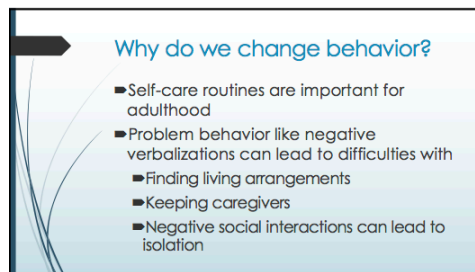 Why do we change behavior?
Self-care routines are important for
adulthood
Problem behavior like negative
verbalizations can lead to difficulties with
Finding living arrangements
Keeping caregivers
Negative social interactions can lead to
isolation